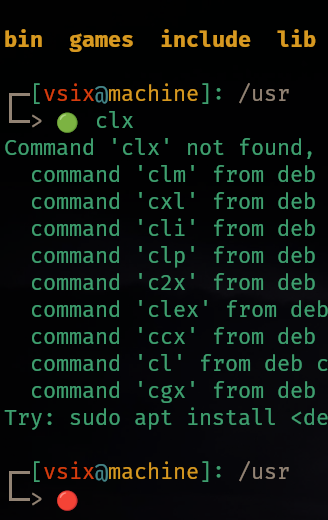 bin  games  include  lib
┌─[vsix@machine]: /usr
└─> 🟢 clx
Command 'clx' not found,
  command 'clm' from deb
  command 'cxl' from deb
  command 'cli' from deb
  command 'clp' from deb
  command 'c2x' from deb
  command 'clex' from deb
  command 'ccx' from deb
  command 'cl' from deb c
  command 'cgx' from deb
Try: sudo apt install <de
┌─[vsix@machine]: /usr
└─> 🔴